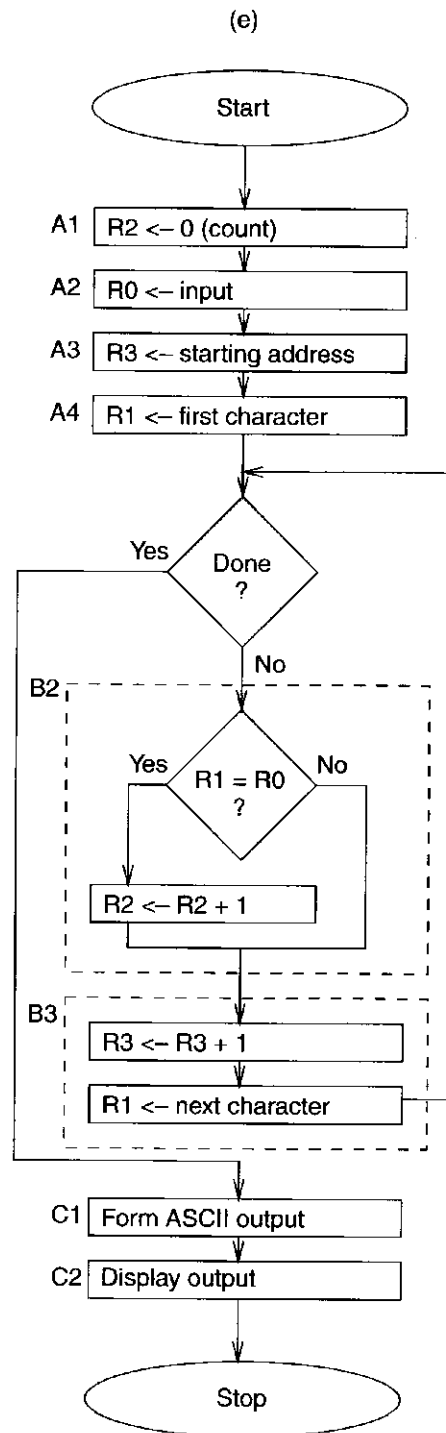 (e)
Start
A1 R2 <– 0 (count)
A2 R0 <– input
A3 R3 <– starting address
A4 R1 <– first character
Yes Done
?
No
B2
Yes R1 = R0 No
?
R2 <– R2 + 1
B3
R3 <– R3 + 1
R1 <– next character
C1 Form ASCII output
C2 Display output
Stop